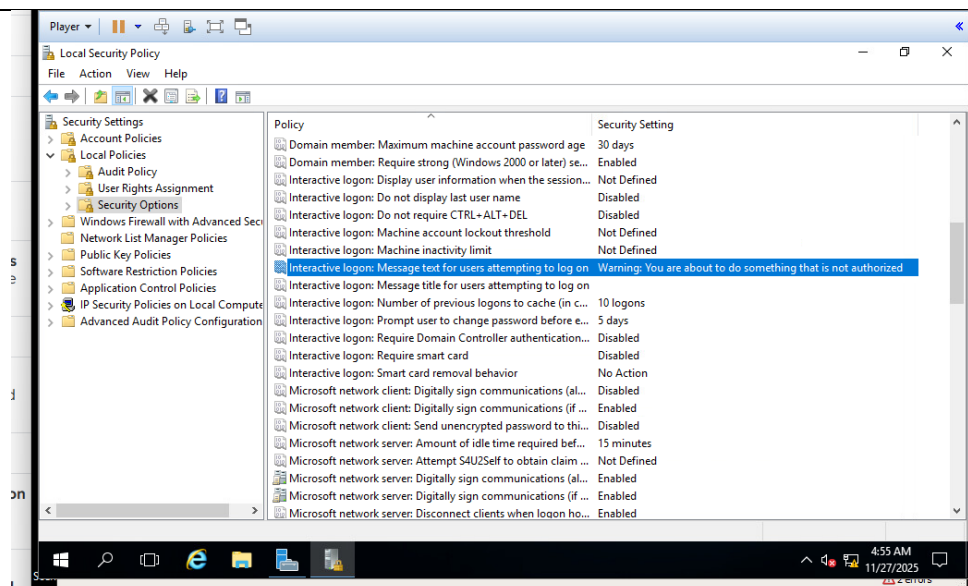 Player
Local Security Policy
File Action View Help
Security Settings
Account Policies
Local Policies
Audit Policy
User Rights Assignment
Security Options
Windows Firewall with Advanced Secu
Network List Manager Policies
Public Key Policies
Software Restriction Policies
Application Control Policies
IP Security Policies on Local Compute
Advanced Audit Policy Configuration
Policy Security Setting
Domain member: Maximum machine account password age 30 days
Domain member: Require strong (Windows 2000 or later) se... Enabled
Interactive logon: Display user information when the session... Not Defined
Interactive logon: Do not display last user name Disabled
Interactive logon: Do not require CTRL+ALT+DEL Disabled
Interactive logon: Machine account lockout threshold Not Defined
Interactive logon: Machine inactivity limit Not Defined
Interactive logon: Message text for users attempting to log on Warning: You are about to do something that is not authorized
Interactive logon: Message title for users attempting to log on
Interactive logon: Number of previous logons to cache (in c... 10 logons
Interactive logon: Prompt user to change password before e... 5 days
Interactive logon: Require Domain Controller authentication... Disabled
Interactive logon: Require smart card Disabled
Interactive logon: Smart card removal behavior No Action
Microsoft network client: Digitally sign communications (al... Disabled
Microsoft network client: Digitally sign communications (if ... Enabled
Microsoft network client: Send unencrypted password to thi... Disabled
Microsoft network server: Amount of idle time required bef... 15 minutes
Microsoft network server: Attempt S4U2Self to obtain claim ... Not Defined
Microsoft network server: Digitally sign communications (al... Enabled
Microsoft network server: Digitally sign communications (if ... Enabled
Microsoft network server: Disconnect clients when logon ho... Enabled
on
4:55 AM
11/27/2025
2 errors